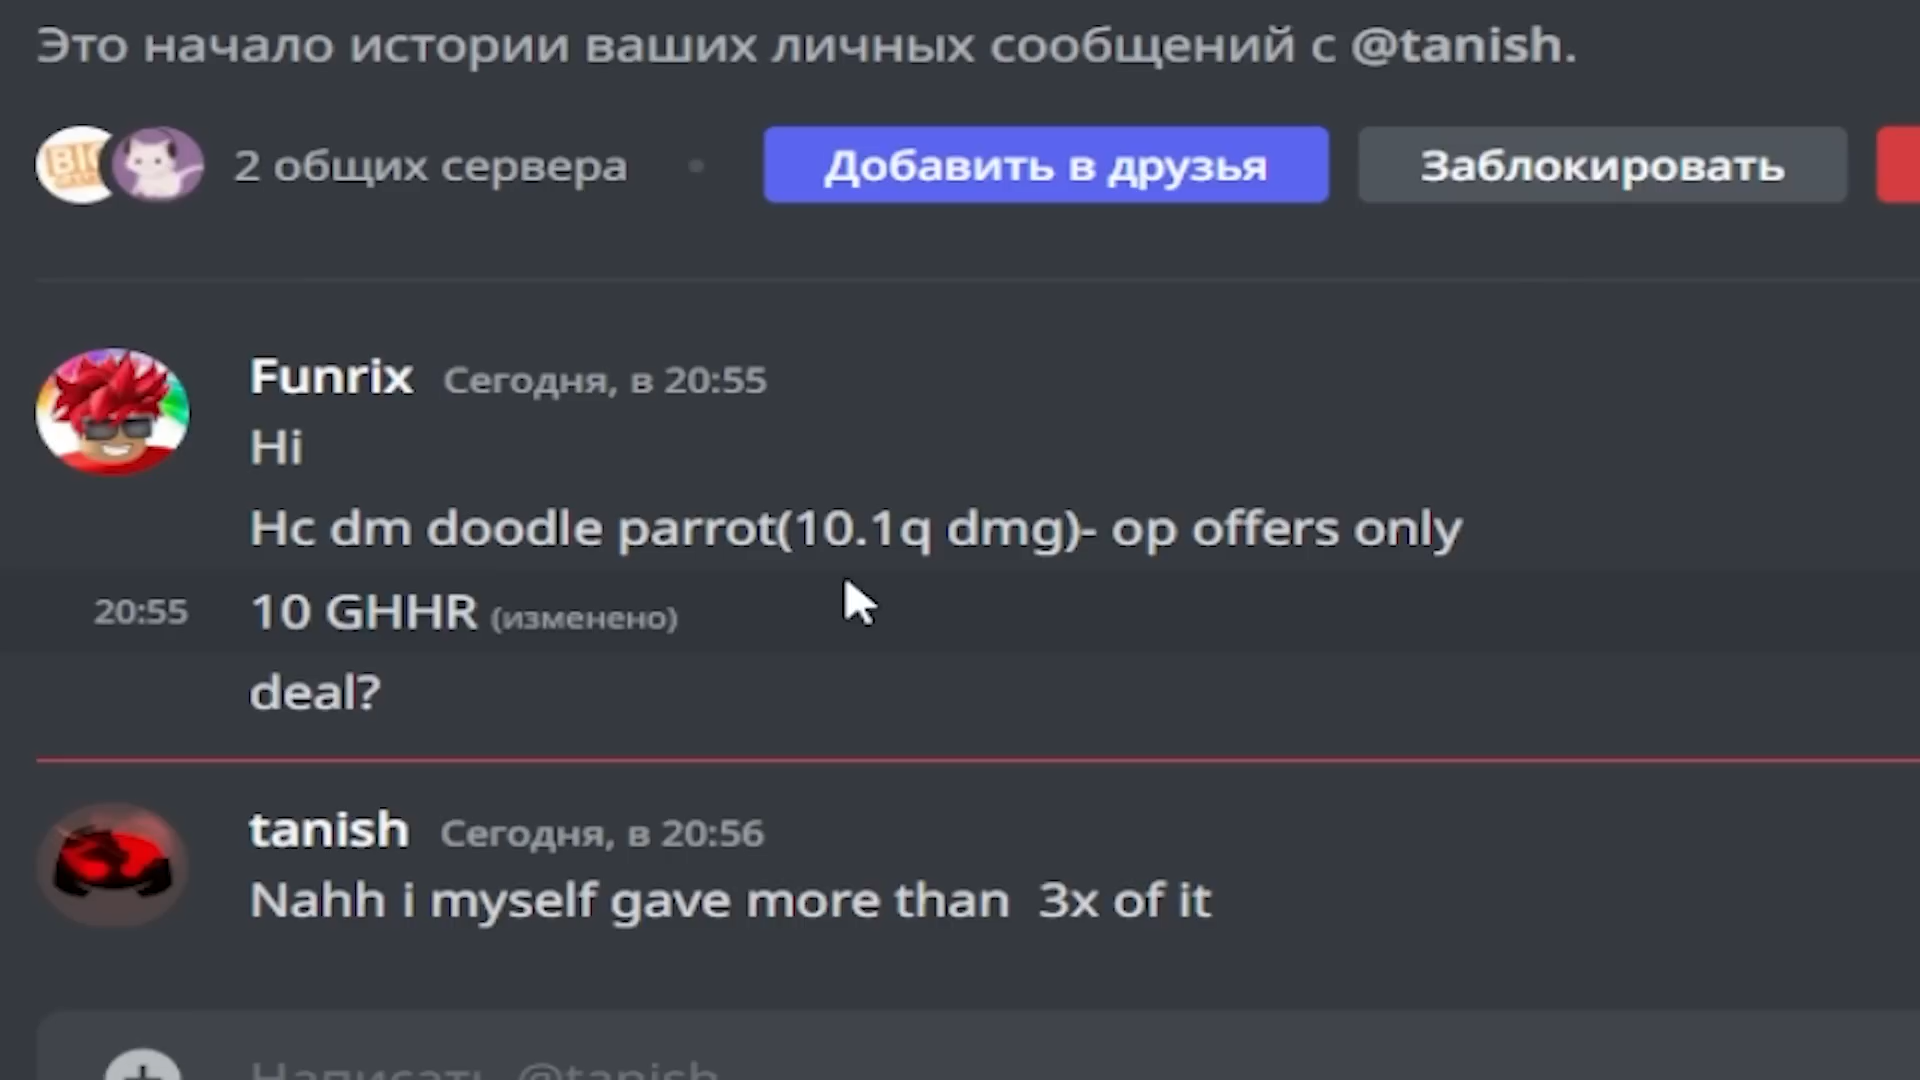 Это начало истории ваших личных сообщений с @tanish.
2 общих сервера • Добавить в друзья Заблокировать
Funrix Сегодня, в 20:55
Hi
Hc dm doodle parrot(10.1q dmg)- op offers only
20:55 10 GHHR (изменено)
deal?
tanish Сегодня, в 20:56
Nahh i myself gave more than  3x of it
Написать @tanish